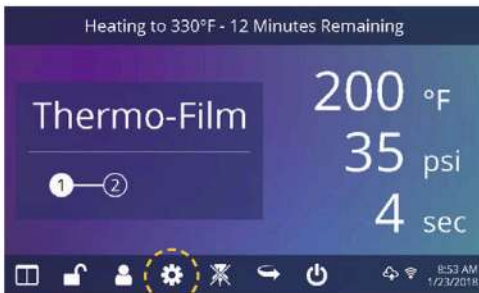 Heating to 330°F - 12 Minutes Remaining
Thermo-Film
200 °F
35 psi
4 sec
1 2
8:53 AM
1/23/2018